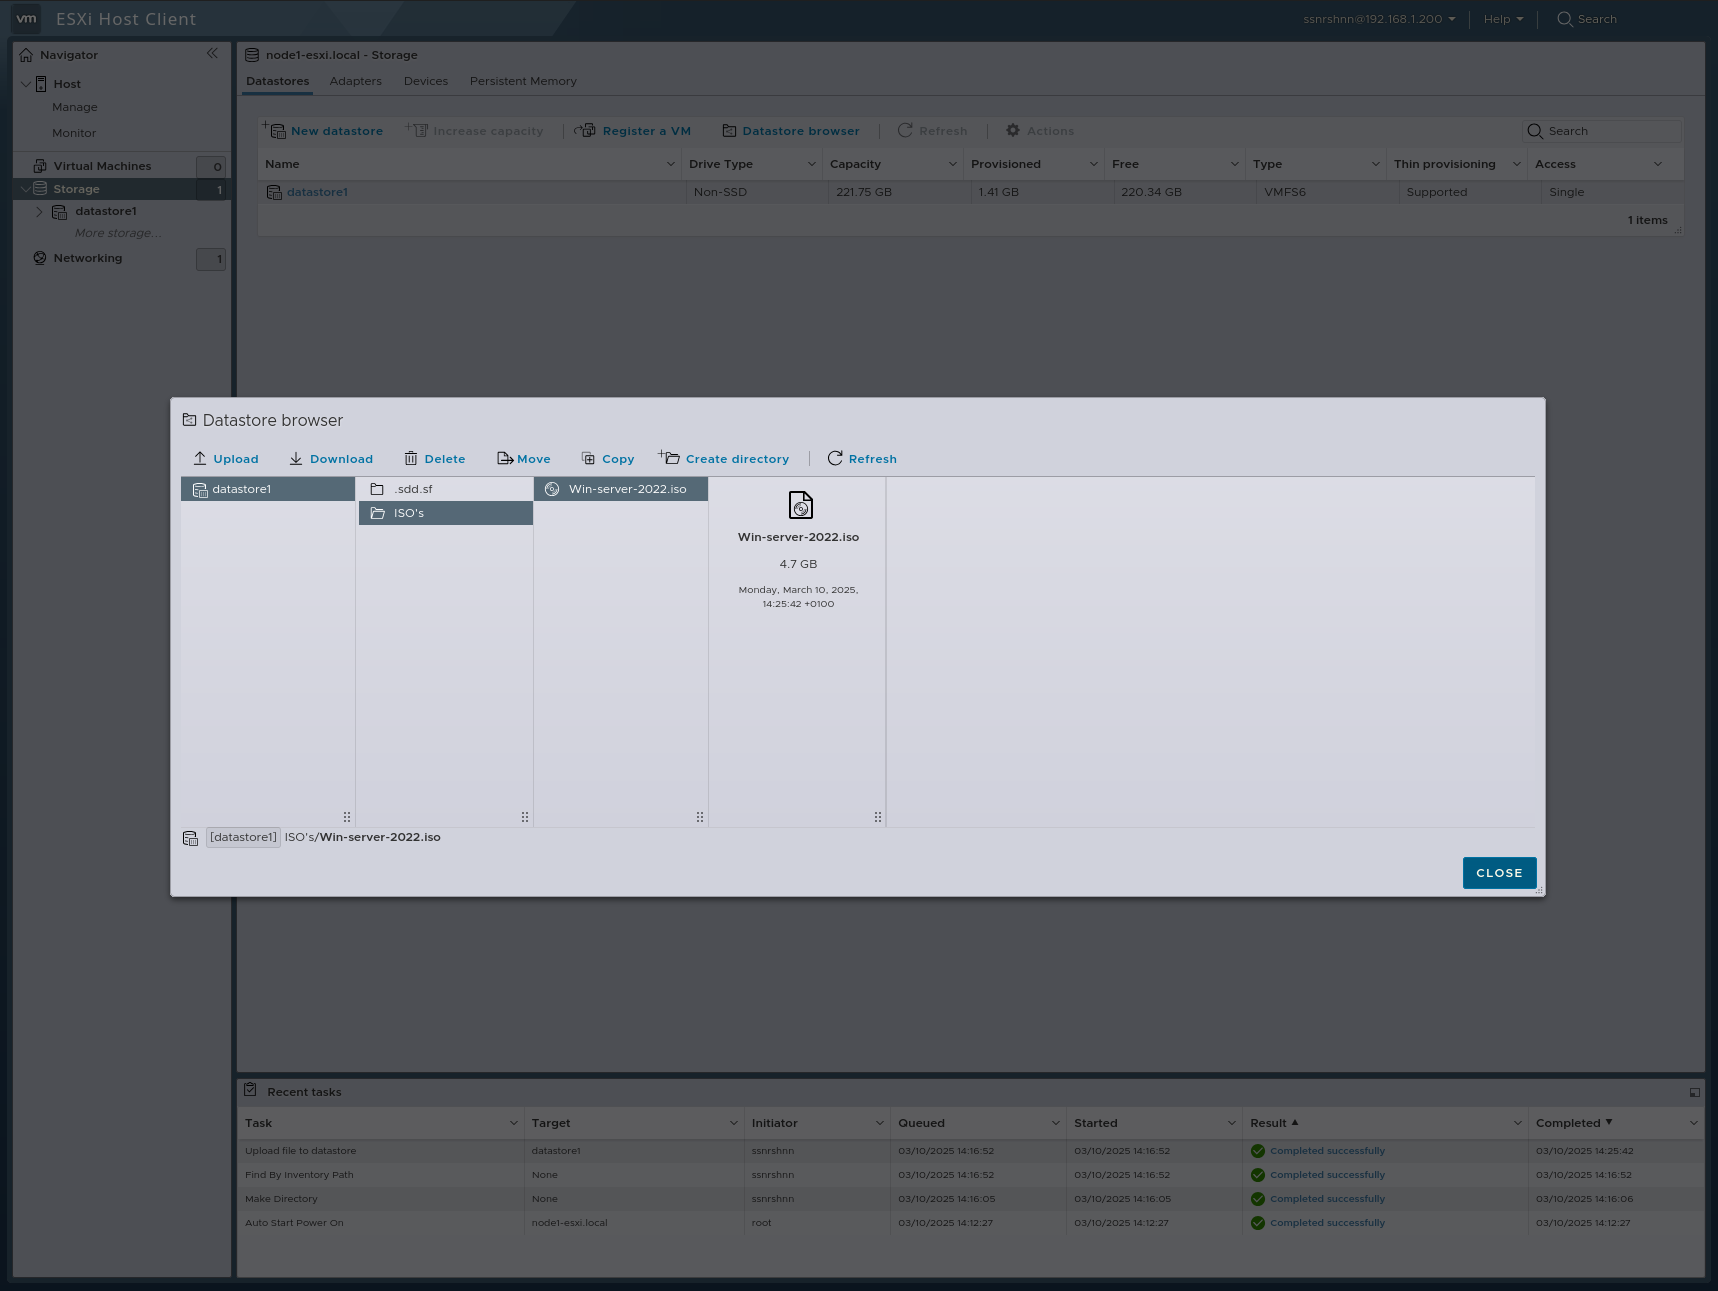 vm ESXi Host Client
ssnrshnn@192.168.1.200 Help Search
Navigator
Host
Manage
Monitor
Virtual Machines 0
Storage 1
datastore1
More storage...
Networking 1
node1-esxi.local - Storage
Datastores Adapters Devices Persistent Memory
New datastore Increase capacity Register a VM Datastore browser Refresh Actions Search
Name Drive Type Capacity Provisioned Free Type Thin provisioning Access
datastore1 Non-SSD 221.75 GB 1.41 GB 220.34 GB VMFS6 Supported Single
1 items
Datastore browser
Upload Download Delete Move Copy Create directory Refresh
datastore1
.sdd.sf
ISO's
Win-server-2022.iso
Win-server-2022.iso
4.7 GB
Monday, March 10, 2025,
14:25:42 +0100
[datastore1] ISO's/Win-server-2022.iso
CLOSE
Recent tasks
Task Target Initiator Queued Started Result Completed
Upload file to datastore datastore1 ssnrshnn 03/10/2025 14:16:52 03/10/2025 14:16:52 Completed successfully 03/10/2025 14:25:42
Find By Inventory Path None ssnrshnn 03/10/2025 14:16:52 03/10/2025 14:16:52 Completed successfully 03/10/2025 14:16:52
Make Directory None ssnrshnn 03/10/2025 14:16:05 03/10/2025 14:16:05 Completed successfully 03/10/2025 14:16:06
Auto Start Power On node1-esxi.local root 03/10/2025 14:12:27 03/10/2025 14:12:27 Completed successfully 03/10/2025 14:12:27